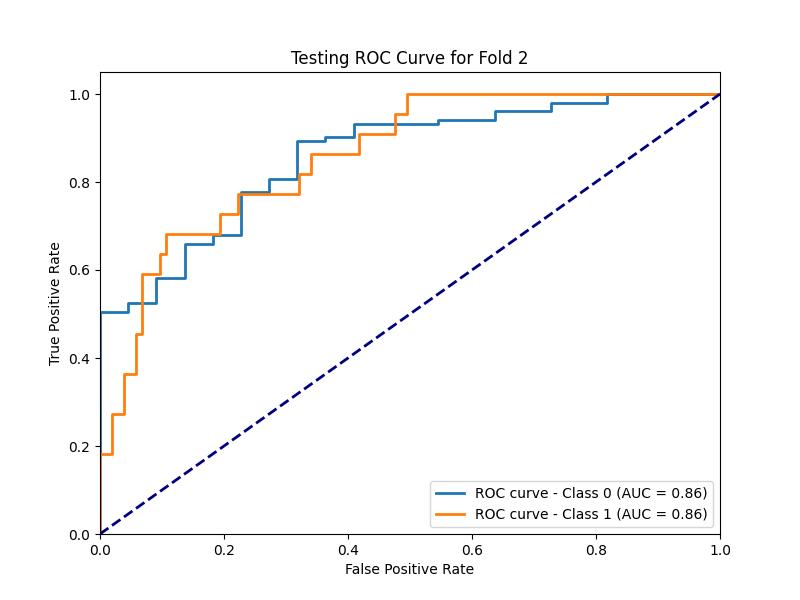 Testing ROC Curve for Fold 2
True Positive Rate
1.0
0.8
0.6
0.4
0.2
0.0
ROC curve - Class 0 (AUC = 0.86)
ROC curve - Class 1 (AUC = 0.86)
0.0 0.2 0.4 0.6 0.8 1.0
False Positive Rate